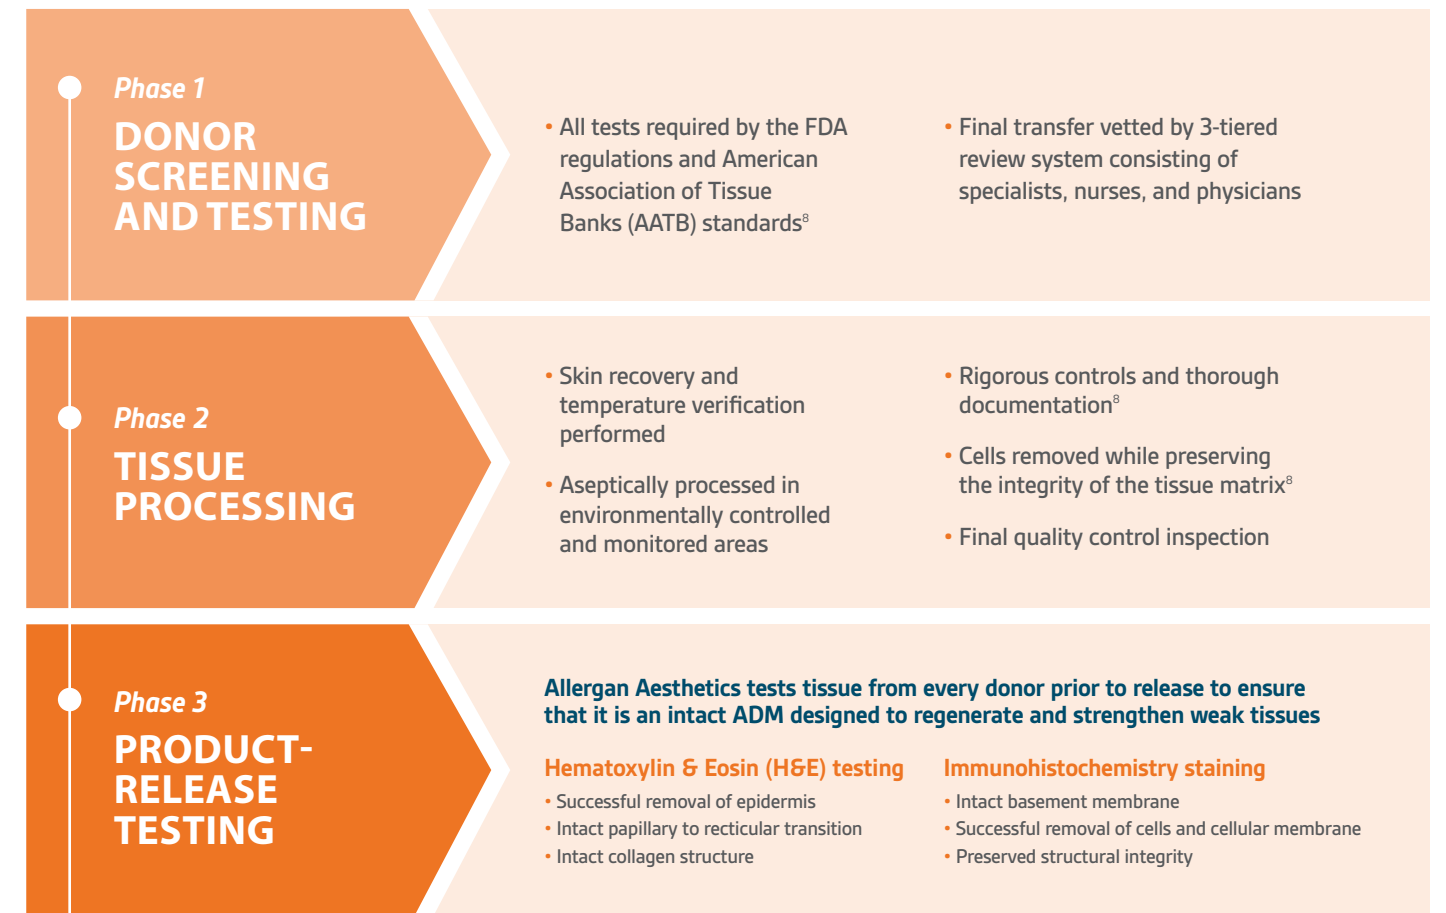 Phase 1
DONOR
SCREENING
AND TESTING
• All tests required by the FDA
regulations and American
Association of Tissue
Banks (AATB) standards⁸
• Final transfer vetted by 3-tiered
review system consisting of
specialists, nurses, and physicians
Phase 2
TISSUE
PROCESSING
• Skin recovery and
temperature verification
performed
• Aseptically processed in
environmentally controlled
and monitored areas
• Rigorous controls and thorough
documentation⁸
• Cells removed while preserving
the integrity of the tissue matrix⁸
• Final quality control inspection
Phase 3
PRODUCT-
RELEASE
TESTING
Allergan Aesthetics tests tissue from every donor prior to release to ensure
that it is an intact ADM designed to regenerate and strengthen weak tissues
Hematoxylin & Eosin (H&E) testing
• Successful removal of epidermis
• Intact papillary to recticular transition
• Intact collagen structure
Immunohistochemistry staining
• Intact basement membrane
• Successful removal of cells and cellular membrane
• Preserved structural integrity